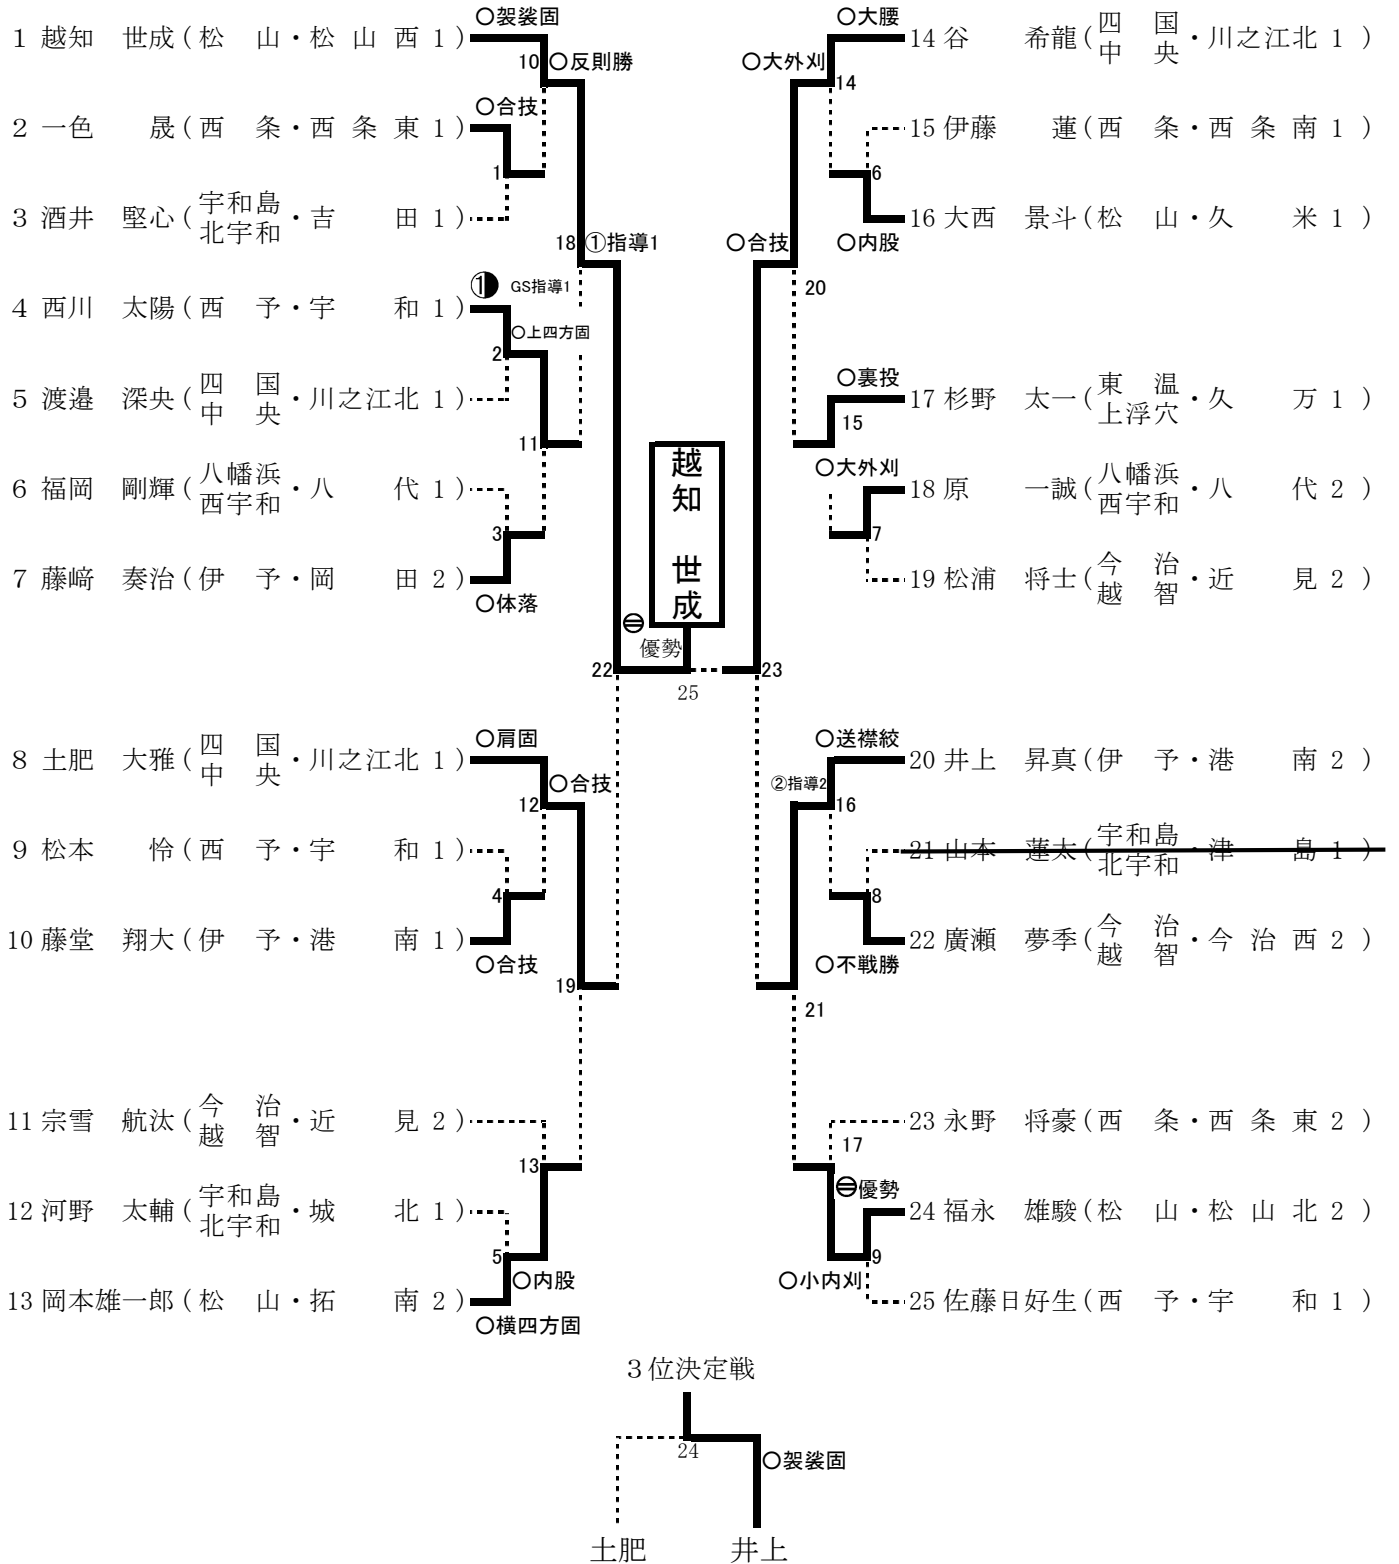 ○袈裟固
1 越知 世成(松 山・松 山 西 1)
10 ○反則勝
○合技
2 一色 晟(西 条・西 条 東 1)
1
3 酒井 堅心(宇和島北宇和・吉 田 1)
18 ①指導1
① GS指導1
4 西川 太陽(西 予・宇 和 1)
○上四方固
2
5 渡邉 深央(四国中央・川之江北 1)
11
6 福岡 剛輝(八幡浜西宇和・八 代 1)
3
7 藤﨑 奏治(伊 予・岡 田 2)
○体落
越知 世成
優勢
22
25
23
○肩固
8 土肥 大雅(四国中央・川之江北 1)
○合技
12
9 松本 怜(西 予・宇 和 1)
4
10 藤堂 翔大(伊 予・港 南 1)
○合技
19
11 宗雪 航汰(今治越智・近 見 2)
13
12 河野 太輔(宇和島北宇和・城 北 1)
5
○内股
13 岡本雄一郎(松 山・拓 南 2)
○横四方固
○大腰
14 谷 希龍(四国中央・川之江北 1)
○大外刈
14
15 伊藤 蓮(西 条・西 条 南 1)
6
16 大西 景斗(松 山・久 米 1)
○合技
○内股
20
○裏投
17 杉野 太一(東温上浮穴・久 万 1)
15
○大外刈
18 原 一誠(八幡浜西宇和・八 代 2)
7
19 松浦 将士(今治越智・近 見 2)
○送襟絞
20 井上 昇真(伊 予・港 南 2)
②指導2
16
21 山本 蓮太(宇和島北宇和・津 島 1)
8
22 廣瀬 夢季(今治越智・今 治 西 2)
○不戦勝
21
23 永野 将豪(西 条・西 条 東 2)
17
優勢
24 福永 雄駿(松 山・松 山 北 2)
9
○小内刈
25 佐藤日好生(西 予・宇 和 1)
3位決定戦
24
○袈裟固
土肥 井上